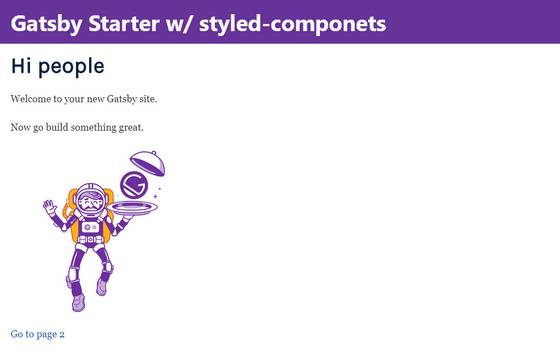 Gatsby Starter w/ styled-componets
Hi people
Welcome to your new Gatsby site.
Now go build something great.
Go to page 2